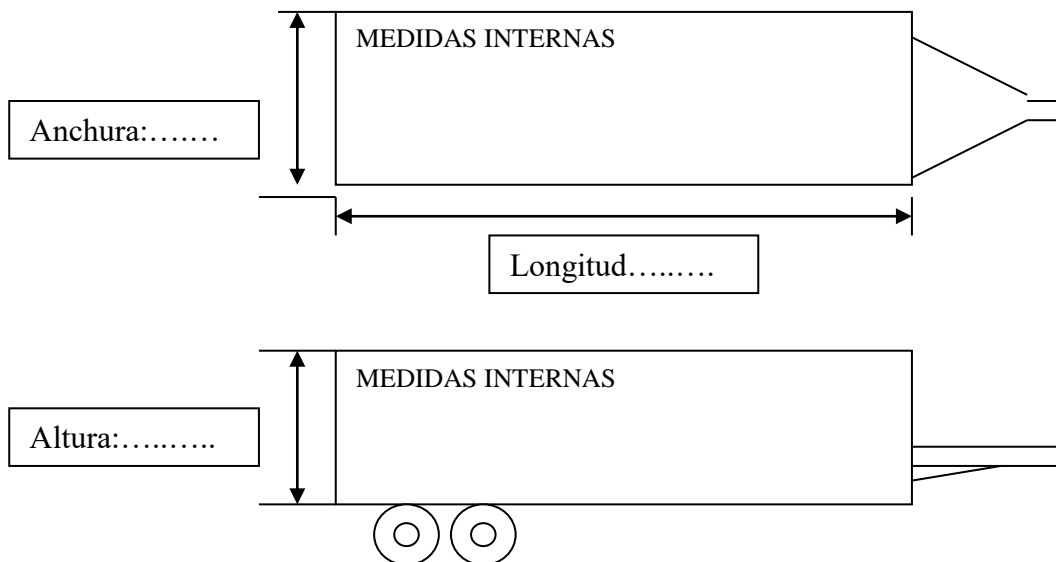 MEDIDAS INTERNAS
Anchura:…….…
Longitud…..….
MEDIDAS INTERNAS
Altura:…..…..